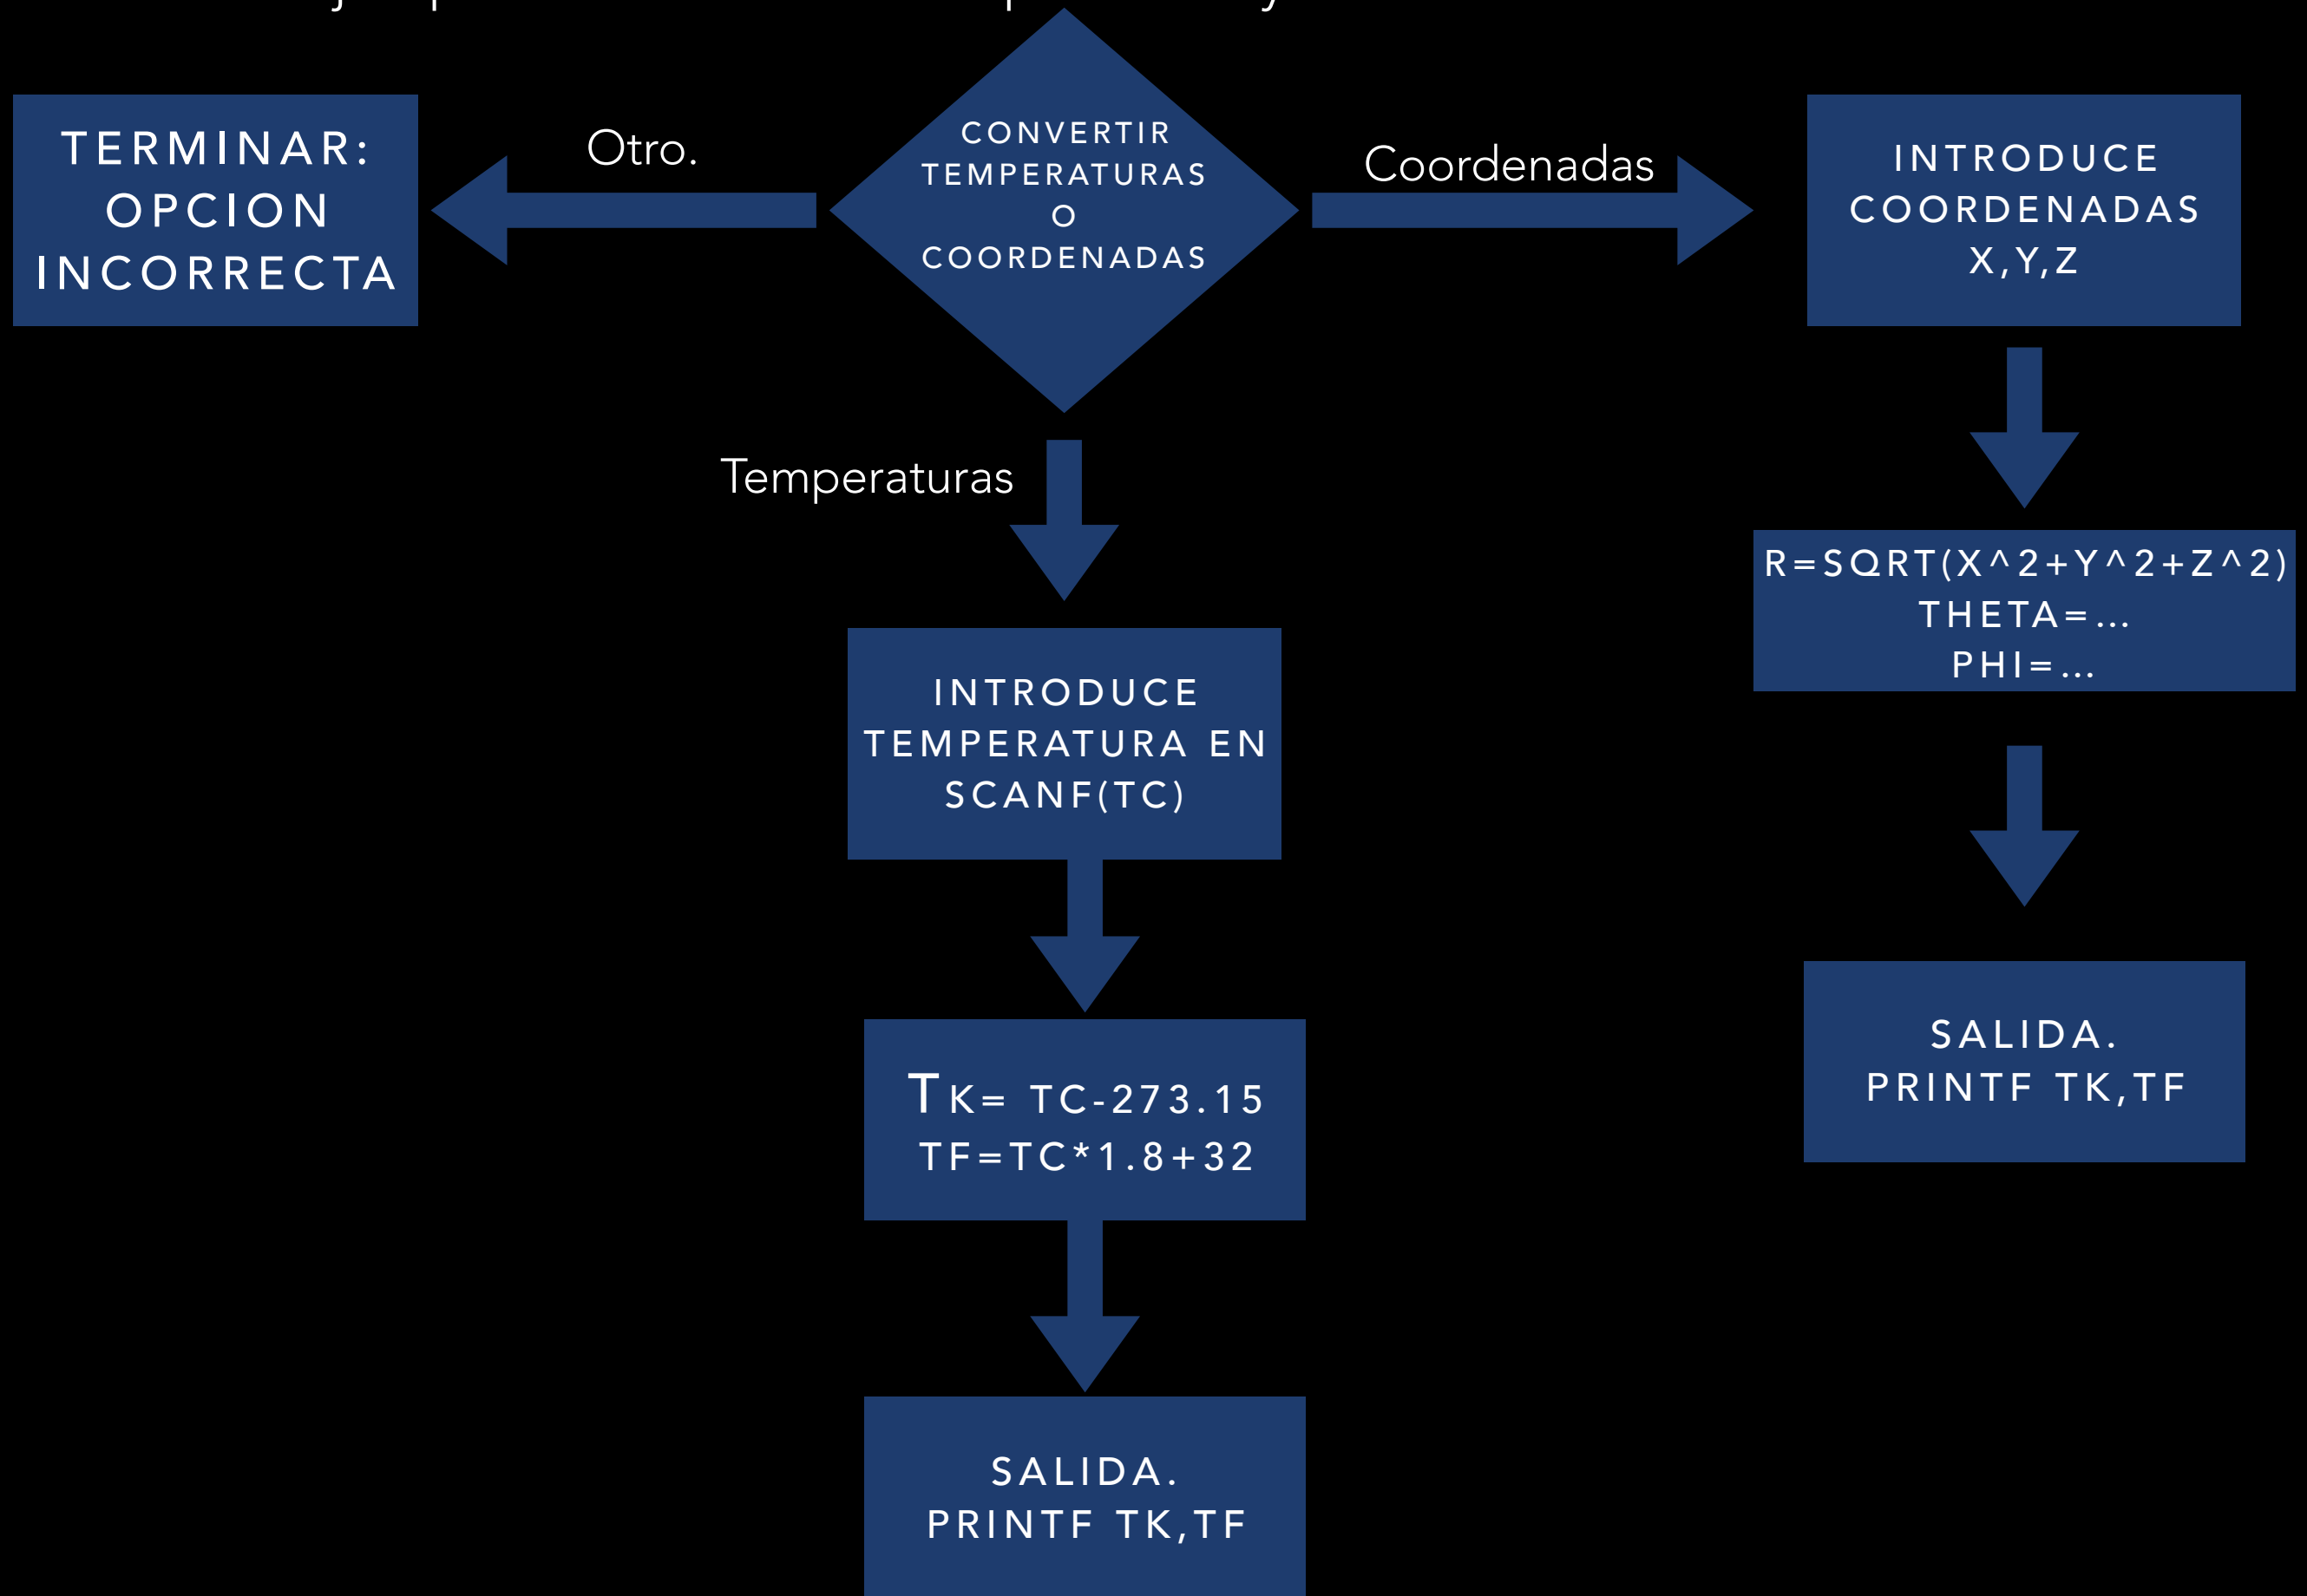 TERMINAR:
OPCION
INCORRECTA
Otro.
CONVERTIR
TEMPERATURAS
O
COORDENADAS
Coordenadas
INTRODUCE
COORDENADAS
X,Y,Z
Temperaturas
R=SQRT(X^2+Y^2+Z^2)
THETA=...
PHI=...
INTRODUCE
TEMPERATURA EN
SCANF(TC)
TK= TC-273.15
TF=TC*1.8+32
SALIDA.
PRINTF TK,TF
SALIDA.
PRINTF TK,TF